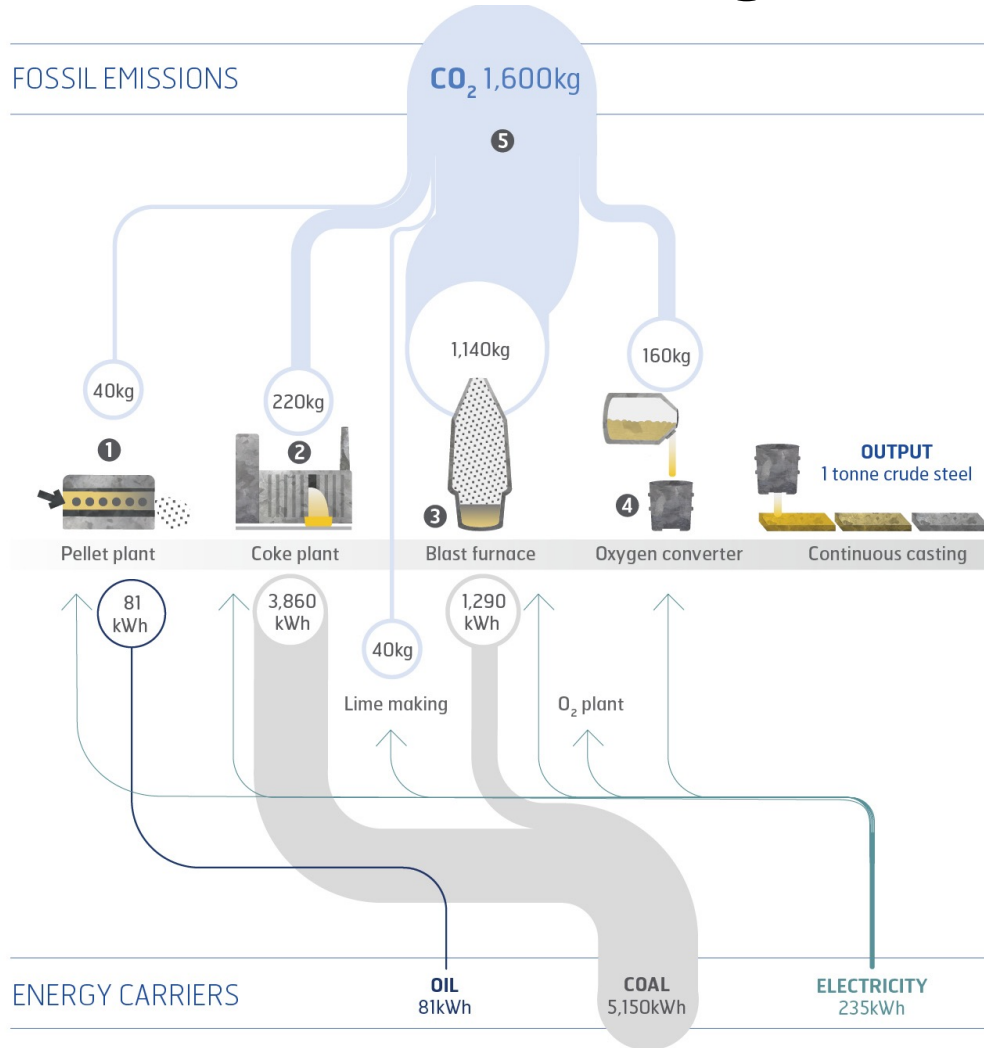 FOSSIL EMISSIONS
CO₂ 1,600kg
5
1,140kg
160kg
40kg
220kg
1
2
OUTPUT
1 tonne crude steel
3
4
Pellet plant
Coke plant
Blast furnace
Oxygen converter
Continuous casting
81
kWh
3,860
kWh
1,290
kWh
40kg
Lime making
O₂ plant
ENERGY CARRIERS
OIL
81kWh
COAL
5,150kWh
ELECTRICITY
235kWh